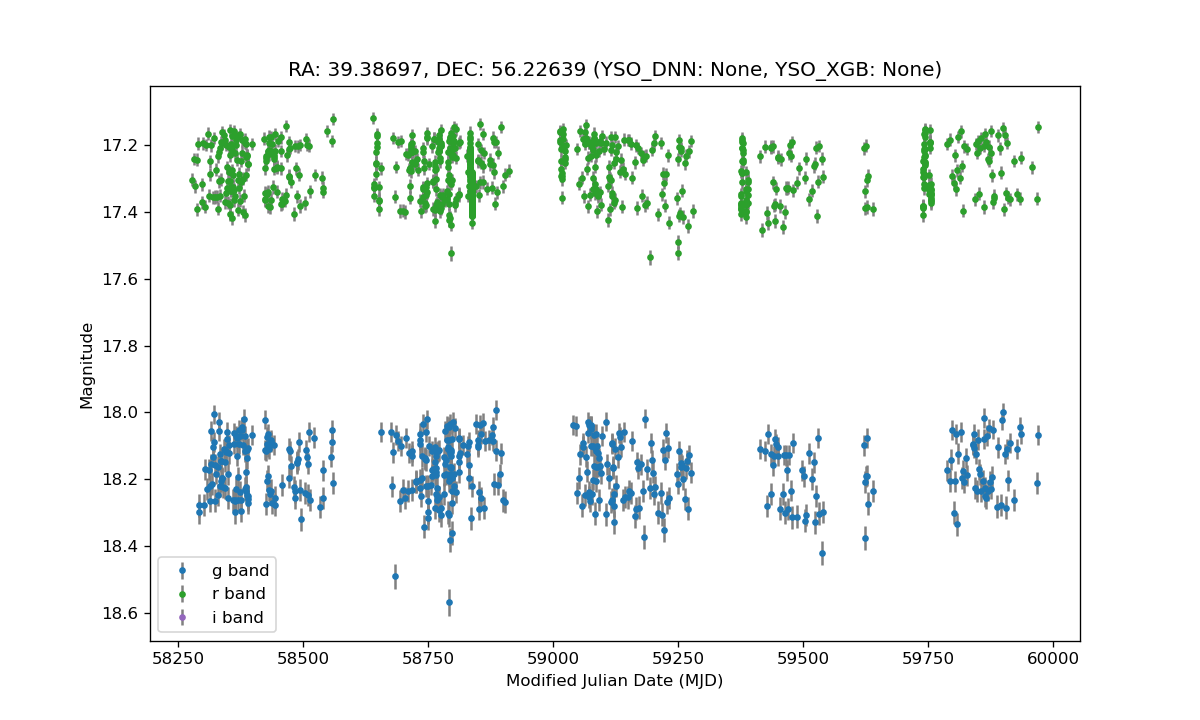 RA: 39.38697, DEC: 56.22639 (YSO_DNN: None, YSO_XGB: None)
17.2
17.4
17.6
17.8
18.0
18.2
18.4
18.6
Magnitude
g band
r band
i band
58250 58500 58750 59000 59250 59500 59750 60000
Modified Julian Date (MJD)